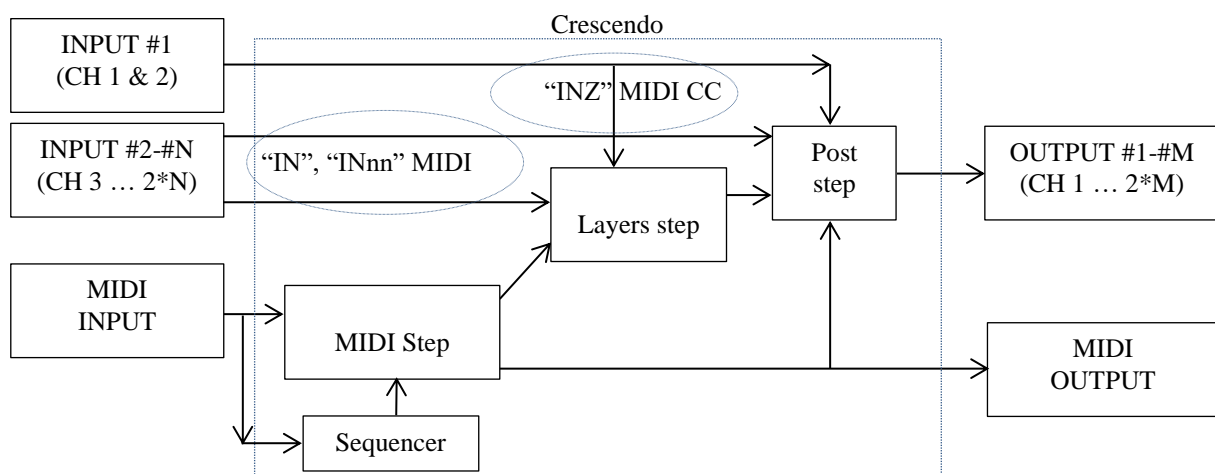 Crescendo
INPUT #1
(CH 1 & 2)
“INZ” MIDI CC
INPUT #2-#N
(CH 3 … 2*N)
“IN”, “INnn” MIDI
Post
step
OUTPUT #1-#M
(CH 1 … 2*M)
Layers step
MIDI
INPUT
MIDI Step
MIDI
OUTPUT
Sequencer